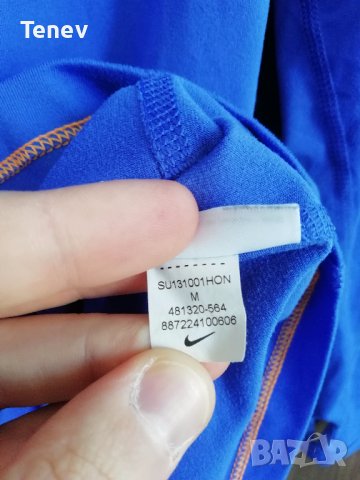 Tenev
SU131001HON
M
481320-564
887224100606
BAZAR